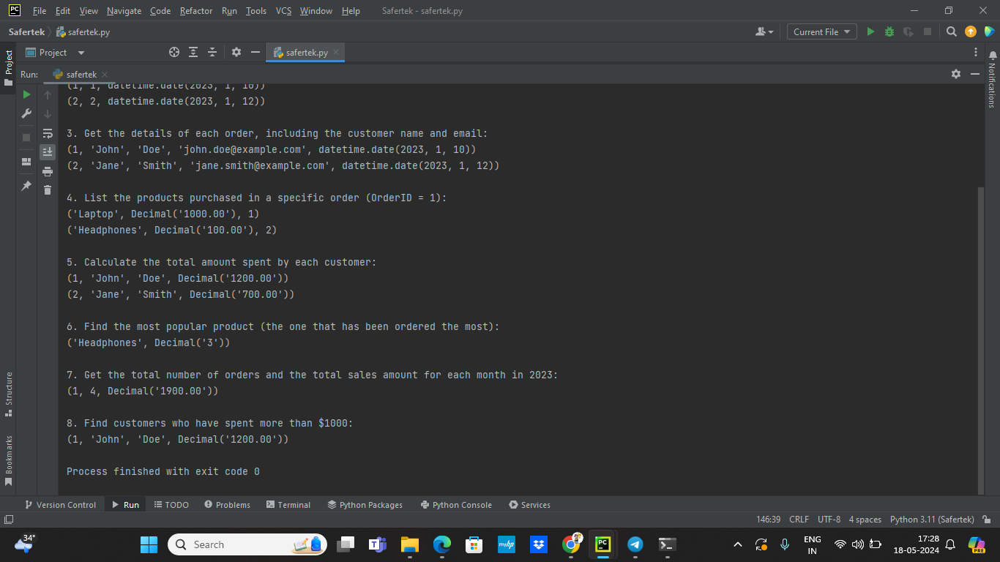 PC File Edit View Navigate Code Refactor Run Tools VCS Window Help Safertek - safertek.py
Safertek safertek.py Current File
Project safertek.py
Project
Run: safertek
Notifications
(1, 1, datetime.date(2023, 1, 10))
(2, 2, datetime.date(2023, 1, 12))
3. Get the details of each order, including the customer name and email:
(1, 'John', 'Doe', 'john.doe@example.com', datetime.date(2023, 1, 10))
(2, 'Jane', 'Smith', 'jane.smith@example.com', datetime.date(2023, 1, 12))
4. List the products purchased in a specific order (OrderID = 1):
('Laptop', Decimal('1000.00'), 1)
('Headphones', Decimal('100.00'), 2)
5. Calculate the total amount spent by each customer:
(1, 'John', 'Doe', Decimal('1200.00'))
(2, 'Jane', 'Smith', Decimal('700.00'))
6. Find the most popular product (the one that has been ordered the most):
('Headphones', Decimal('3'))
7. Get the total number of orders and the total sales amount for each month in 2023:
(1, 4, Decimal('1900.00'))
8. Find customers who have spent more than $1000:
(1, 'John', 'Doe', Decimal('1200.00'))
Process finished with exit code 0
Structure
Bookmarks
Version Control Run TODO Problems Terminal Python Packages Python Console Services
146:39 CRLF UTF-8 4 spaces Python 3.11 (Safertek)
34° Search myhp PC ENG 17:28
IN 18-05-2024 PRE